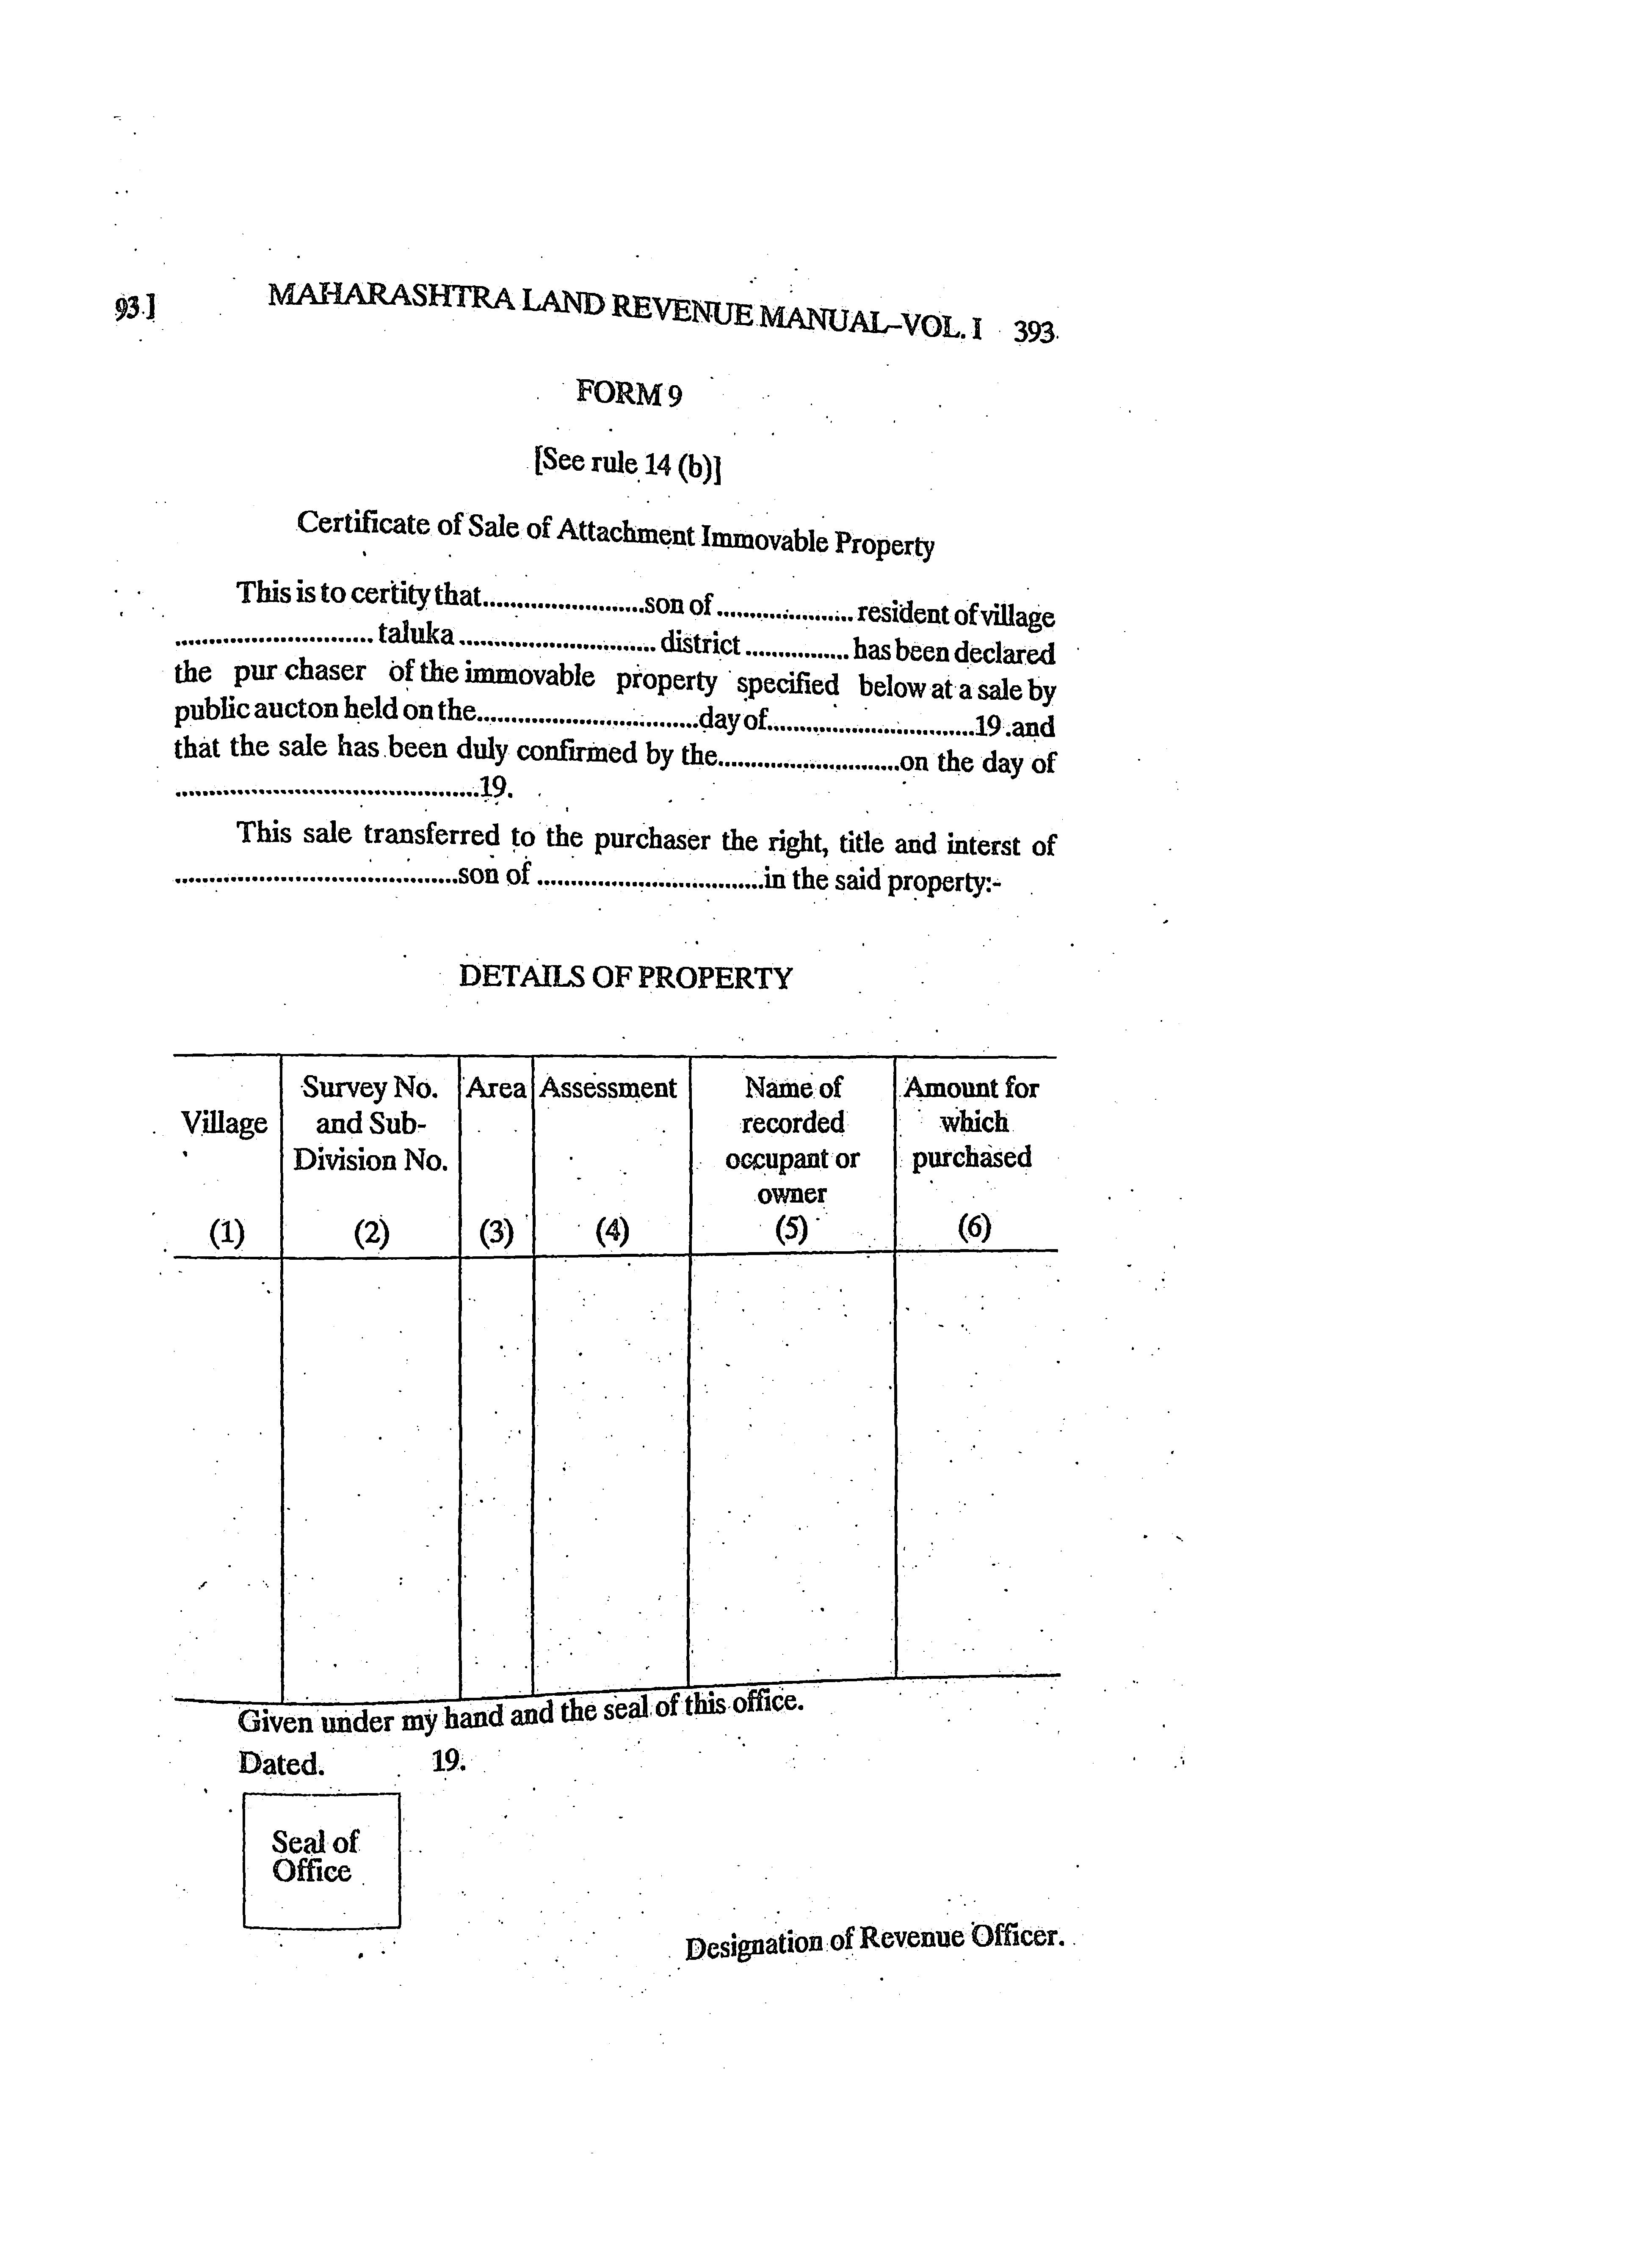 93.] MAHARASHTRA LAND REVENUE MANUAL–VOL. I 393
FORM 9
[See rule 14 (b)]
Certificate of Sale of Attachment Immovable Property
This is to certity that........................son of .................... resident of village
............................. taluka ............................. district ............... has been declared
the pur chaser of the immovable property specified below at a sale by
public aucton held on the.................................day of...............................19 .and
that the sale has been duly confirmed by the...........................on the day of
.............................................19.
This sale transferred to the purchaser the right, title and interst of
..........................................son of .................................in the said property:-
DETAILS OF PROPERTY
Village
(1)
Survey No.
and Sub-
Division No.
(2)
Area
(3)
Assessment
(4)
Name of
recorded
occupant or
owner
(5)
Amount for
which
purchased
(6)
Given under my hand and the seal of this office.
Dated. 19.
Seal of
Office
Designation of Revenue Officer.